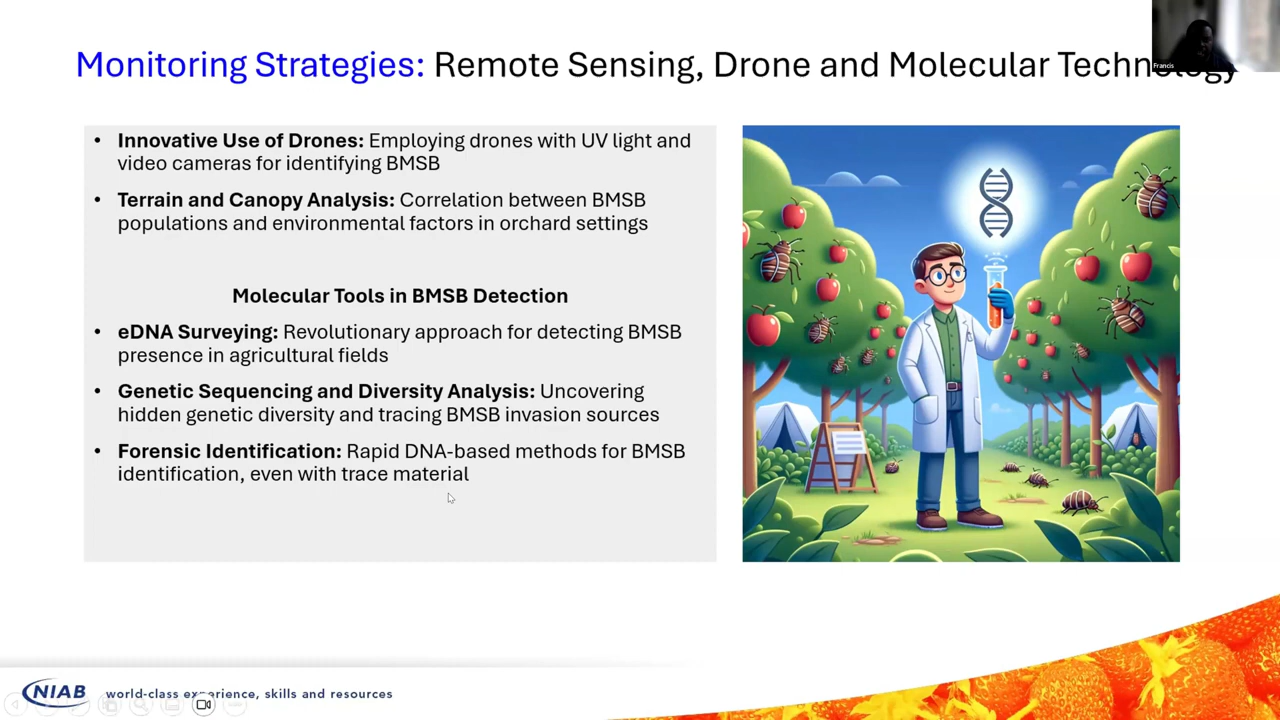 Monitoring Strategies: Remote Sensing, Drone and Molecular Technology
Francis
• Innovative Use of Drones: Employing drones with UV light and
video cameras for identifying BMSB
• Terrain and Canopy Analysis: Correlation between BMSB
populations and environmental factors in orchard settings
Molecular Tools in BMSB Detection
• eDNA Surveying: Revolutionary approach for detecting BMSB
presence in agricultural fields
• Genetic Sequencing and Diversity Analysis: Uncovering
hidden genetic diversity and tracing BMSB invasion sources
• Forensic Identification: Rapid DNA-based methods for BMSB
identification, even with trace material
NIAB world-class experience, skills and resources